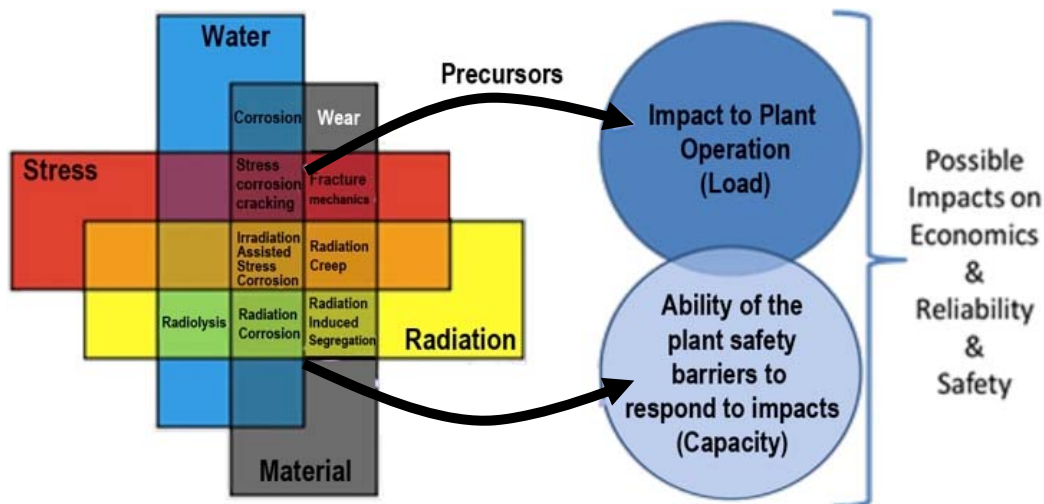 Water
Corrosion
Wear
Stress
Stress
corrosion
cracking
Fracture
mechanics
Irradiation
Assisted
Stress
Corrosion
Radiation
Creep
Radiolysis
Radiation
Corrosion
Radiation
Induced
Segregation
Radiation
Material
Precursors
Impact to Plant
Operation
(Load)
Ability of the
plant safety
barriers to
respond to impacts
(Capacity)
Possible
Impacts on
Economics
&
Reliability
&
Safety